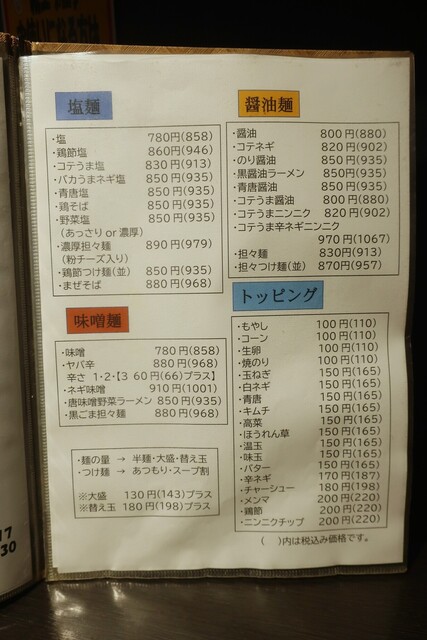 塩麺
・塩 780円(858)
・鶏節塩 860円(946)
・コテうま塩 830円(913)
・バカうまネギ塩 850円(935)
・青唐塩 850円(935)
・鶏そば 850円(935)
・野菜塩 850円(935)
(あっさり or 濃厚)
・濃厚担々麺 890円(979)
(粉チーズ入り)
・鶏節つけ麺(並) 850円(935)
・まぜそば 880円(968)
味噌麺
・味噌 780円(858)
・ヤバ辛 880円(968)
辛さ 1・2・【3 60円(66)プラス】
・ネギ味噌 910円(1001)
・唐味噌野菜ラーメン 850円(935)
・黒ごま担々麺 880円(968)
・麺の量 → 半麺・大盛・替え玉
・つけ麺 → あつもり・スープ割
※大盛 130円(143)プラス
※替え玉 180円(198)プラス
醤油麺
・醤油 800円(880)
・コテネギ 820円(902)
・のり醤油 850円(935)
・黒醤油ラーメン 850円(935)
・青唐醤油 850円(935)
・コテうま醤油 800円(880)
・コテうまニンニク 820円(902)
・コテうま辛ネギニンニク
970円(1067)
・担々麺 830円(913)
・担々つけ麺(並) 870円(957)
トッピング
・もやし 100円(110)
・コーン 100円(110)
・生卵 100円(110)
・焼のり 100円(110)
・玉ねぎ 150円(165)
・白ネギ 150円(165)
・青唐 150円(165)
・キムチ 150円(165)
・高菜 150円(165)
・ほうれん草 150円(165)
・温玉 150円(165)
・味玉 150円(165)
・バター 150円(165)
・辛ネギ 170円(187)
・チャーシュー 180円(198)
・メンマ 200円(220)
・鶏節 200円(220)
・ニンニクチップ 200円(220)
( )内は税込み価格です。
17
30